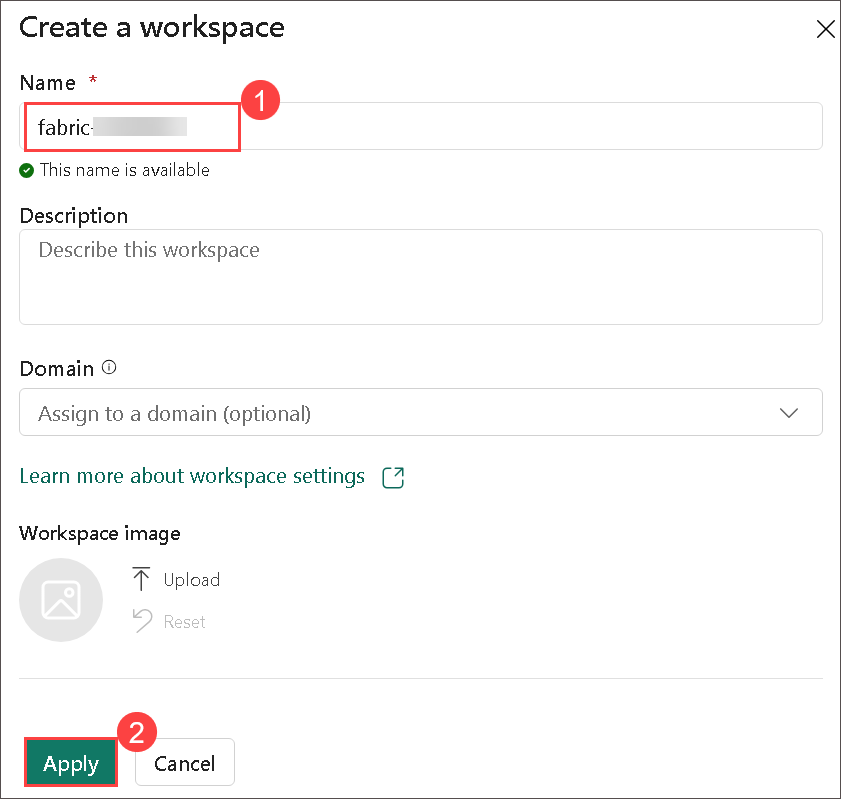 Create a workspace
Name *
1
fabric-
This name is available
Description
Describe this workspace
Domain
Assign to a domain (optional)
Learn more about workspace settings
Workspace image
Upload
Reset
2
Apply Cancel